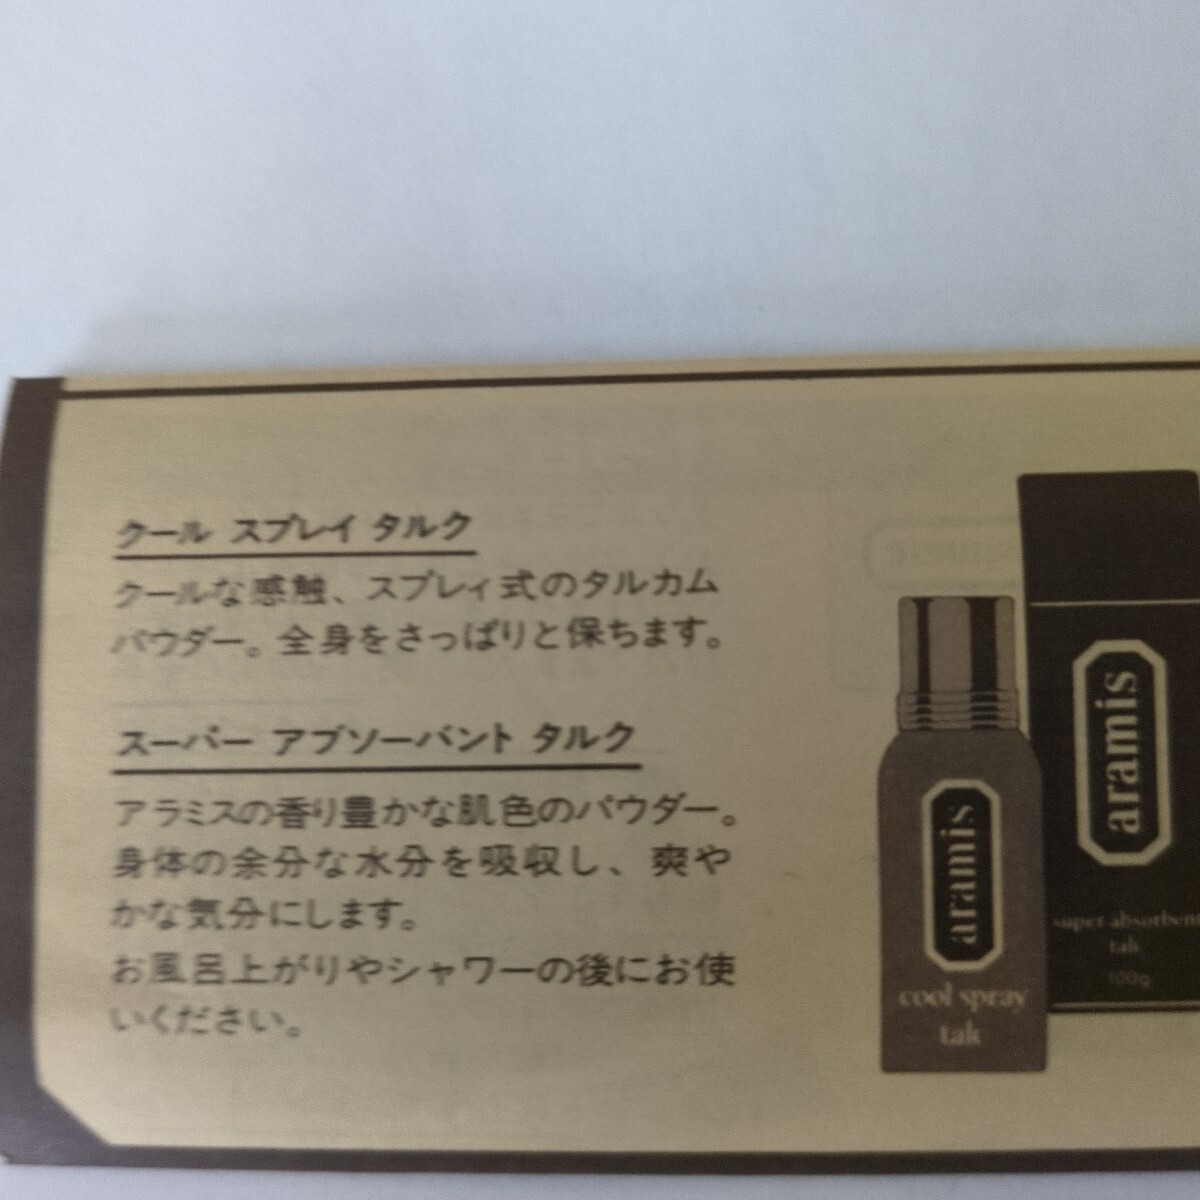 クール スプレイ タルク
クールな感触、スプレィ式のタルカム
パウダー。全身をさっぱりと保ちます。
スーパー アブソーバント タルク
アラミスの香り豊かな肌色のパウダー。
身体の余分な水分を吸収し、爽や
かな気分にします。
お風呂上がりやシャワーの後にお使
いください。
aramis
cool spray
talc
aramis
super absorbent
talc
100g